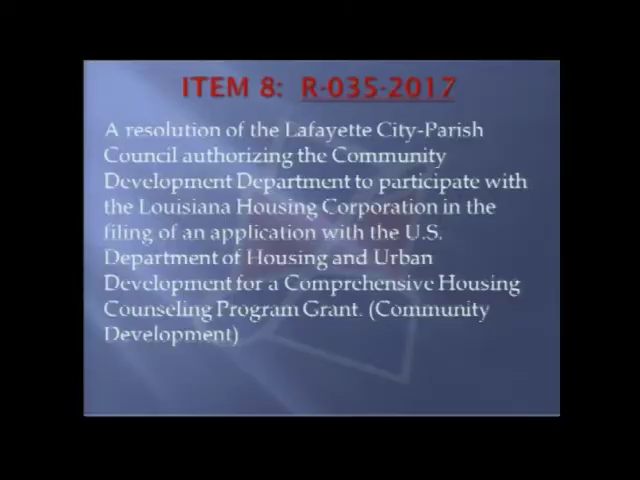 ITEM 8: R-035-2017
A resolution of the Lafayette City-Parish
Council authorizing the Community
Development Department to participate with
the Louisiana Housing Corporation in the
filing of an application with the U.S.
Department of Housing and Urban
Development for a Comprehensive Housing
Counseling Program Grant. (Community
Development)